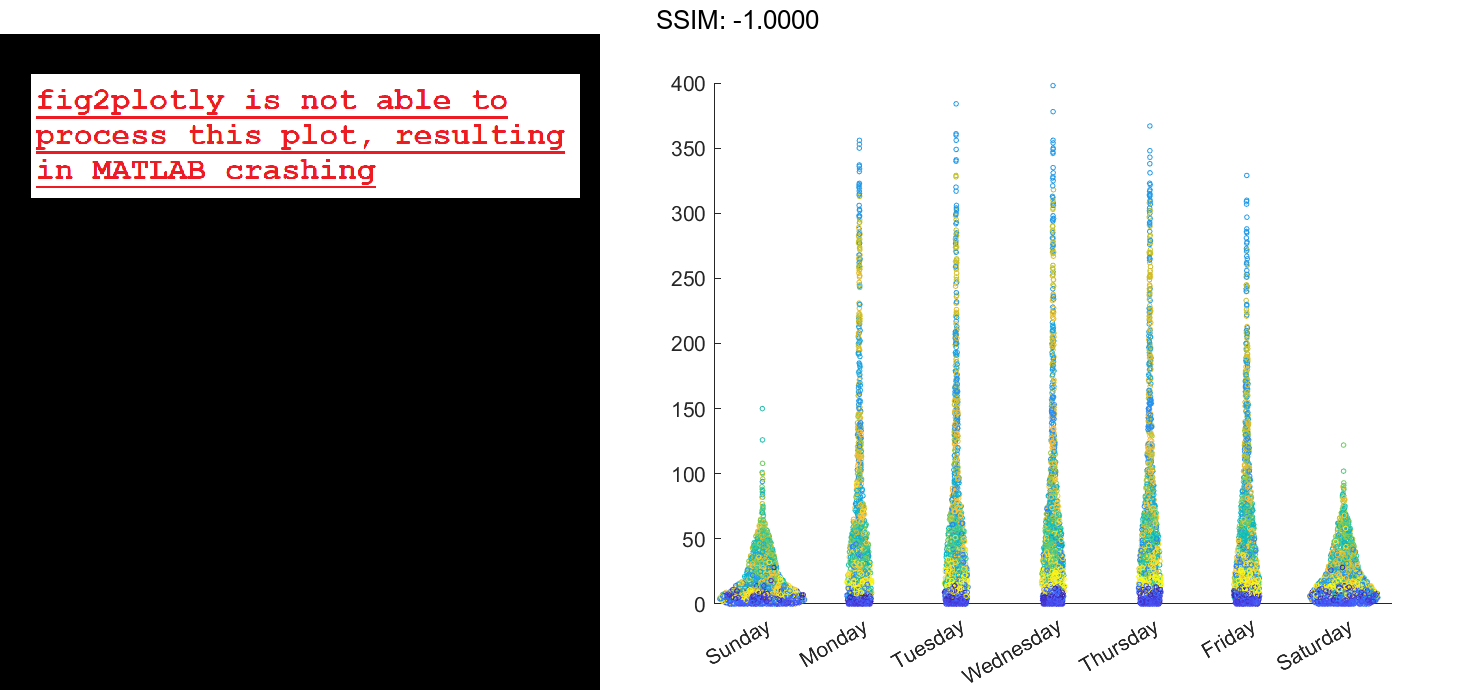 SSIM: -1.0000
fig2plotly is not able to
process this plot, resulting
in MATLAB crashing
400
350
300
250
200
150
100
50
0
Sunday
Monday
Tuesday
Wednesday
Thursday
Friday
Saturday